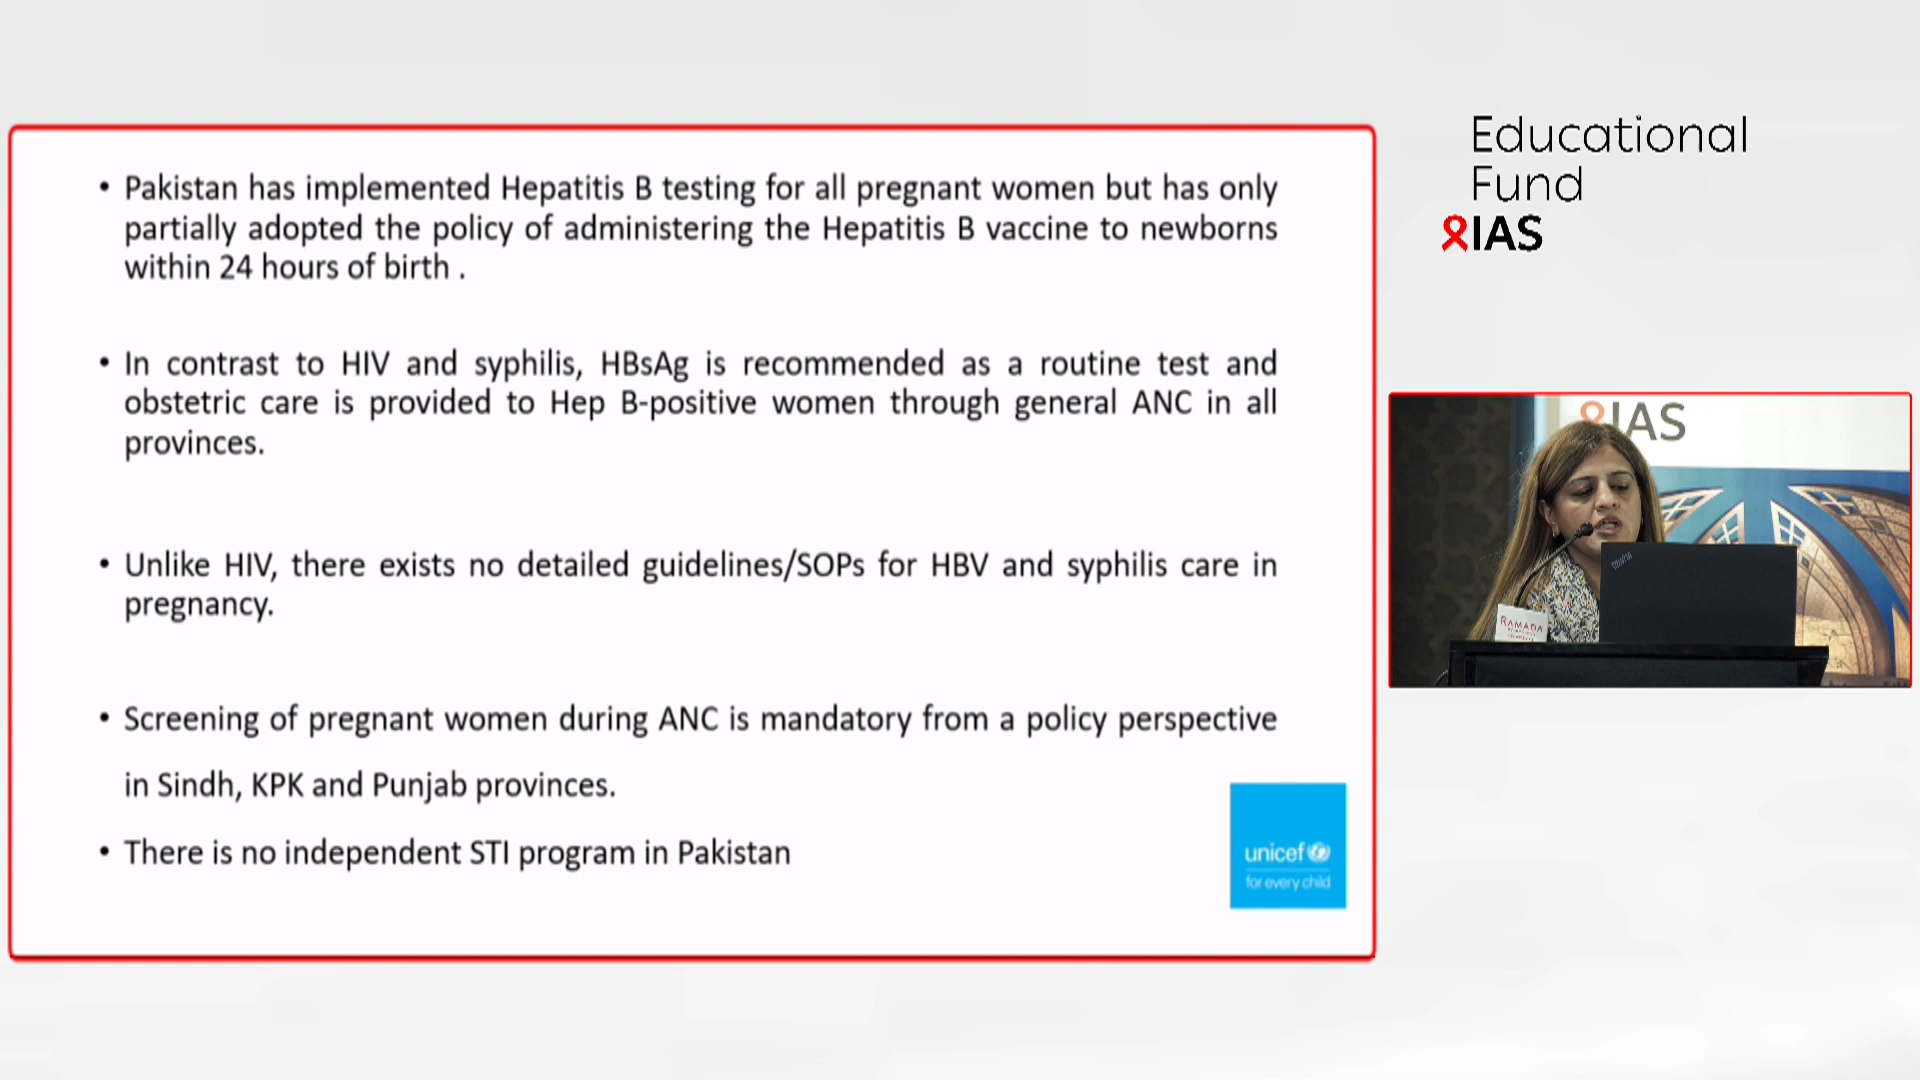 • Pakistan has implemented Hepatitis B testing for all pregnant women but has only
partially adopted the policy of administering the Hepatitis B vaccine to newborns
within 24 hours of birth .
• In contrast to HIV and syphilis, HBsAg is recommended as a routine test and
obstetric care is provided to Hep B-positive women through general ANC in all
provinces.
• Unlike HIV, there exists no detailed guidelines/SOPs for HBV and syphilis care in
pregnancy.
• Screening of pregnant women during ANC is mandatory from a policy perspective
in Sindh, KPK and Punjab provinces.
• There is no independent STI program in Pakistan
unicef
for every child
Educational
Fund
IAS
IAS
RAMADA